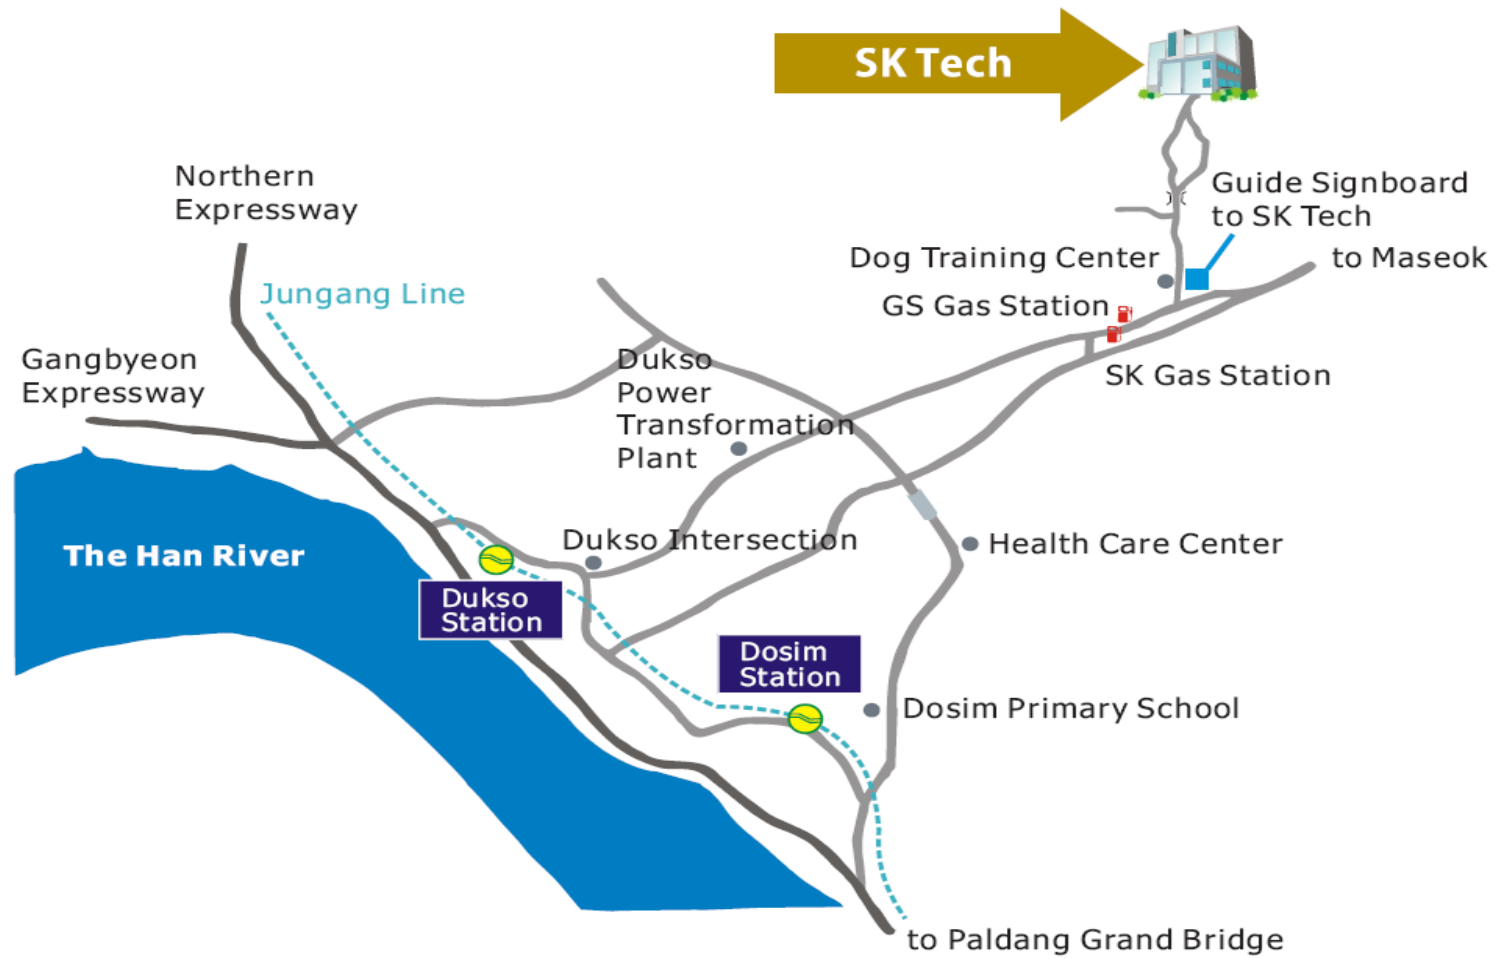 SK Tech
Northern
Expressway
Guide Signboard
to SK Tech
Dog Training Center
to Maseok
Jungang Line
GS Gas Station
Gangbyeon
Expressway
Dukso
Power
Transformation
Plant
SK Gas Station
The Han River
Dukso Intersection
Health Care Center
Dukso
Station
Dosim
Station
Dosim Primary School
to Paldang Grand Bridge